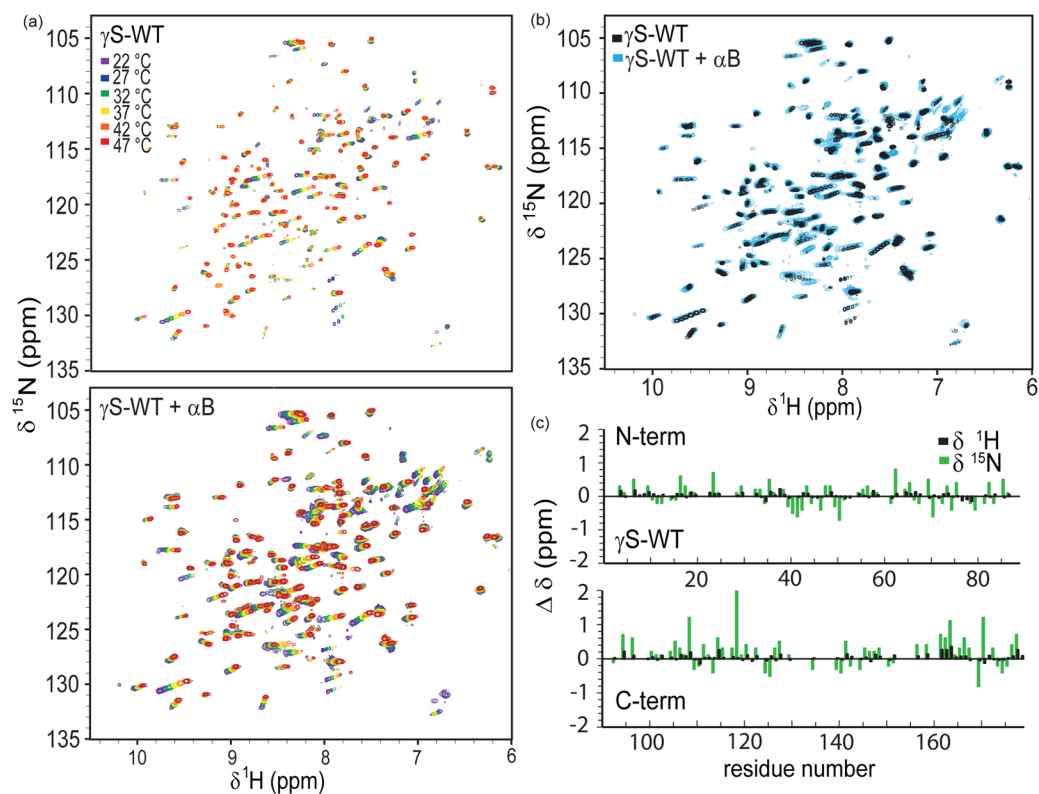 (a)
γS-WT
22 °C
27 °C
32 °C
37 °C
42 °C
47 °C
105
110
115
120
125
130
135
γS-WT + αB
105
110
115
120
125
130
135
10
9
8
7
6
δ ¹⁵N (ppm)
δ¹H (ppm)
(b)
γS-WT
γS-WT + αB
105
110
115
120
125
130
135
10
9
8
7
6
δ ¹⁵N (ppm)
δ¹H (ppm)
(c)
N-term
δ ¹H
δ ¹⁵N
2
1
0
1
2
γS-WT
20
40
60
80
Δ δ (ppm)
2
1
0
-1
-2
C-term
100
120
140
160
residue number